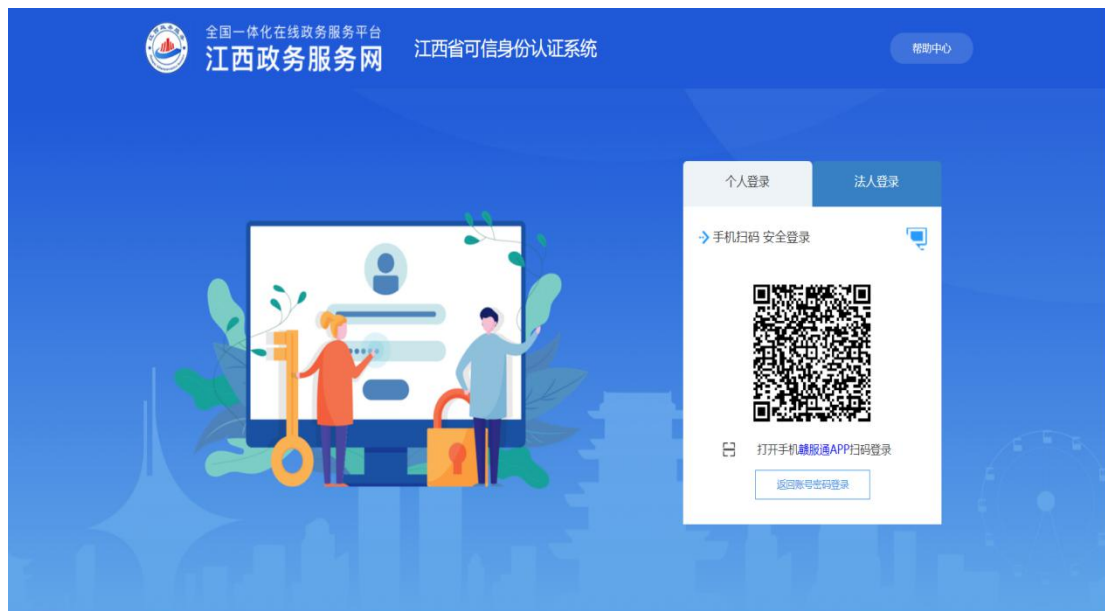 全国一体化在线政务服务平台
江西政务服务网
江西省可信身份认证系统
帮助中心
个人登录
法人登录
手机扫码 安全登录
打开手机赣服通APP扫码登录
返回账号密码登录